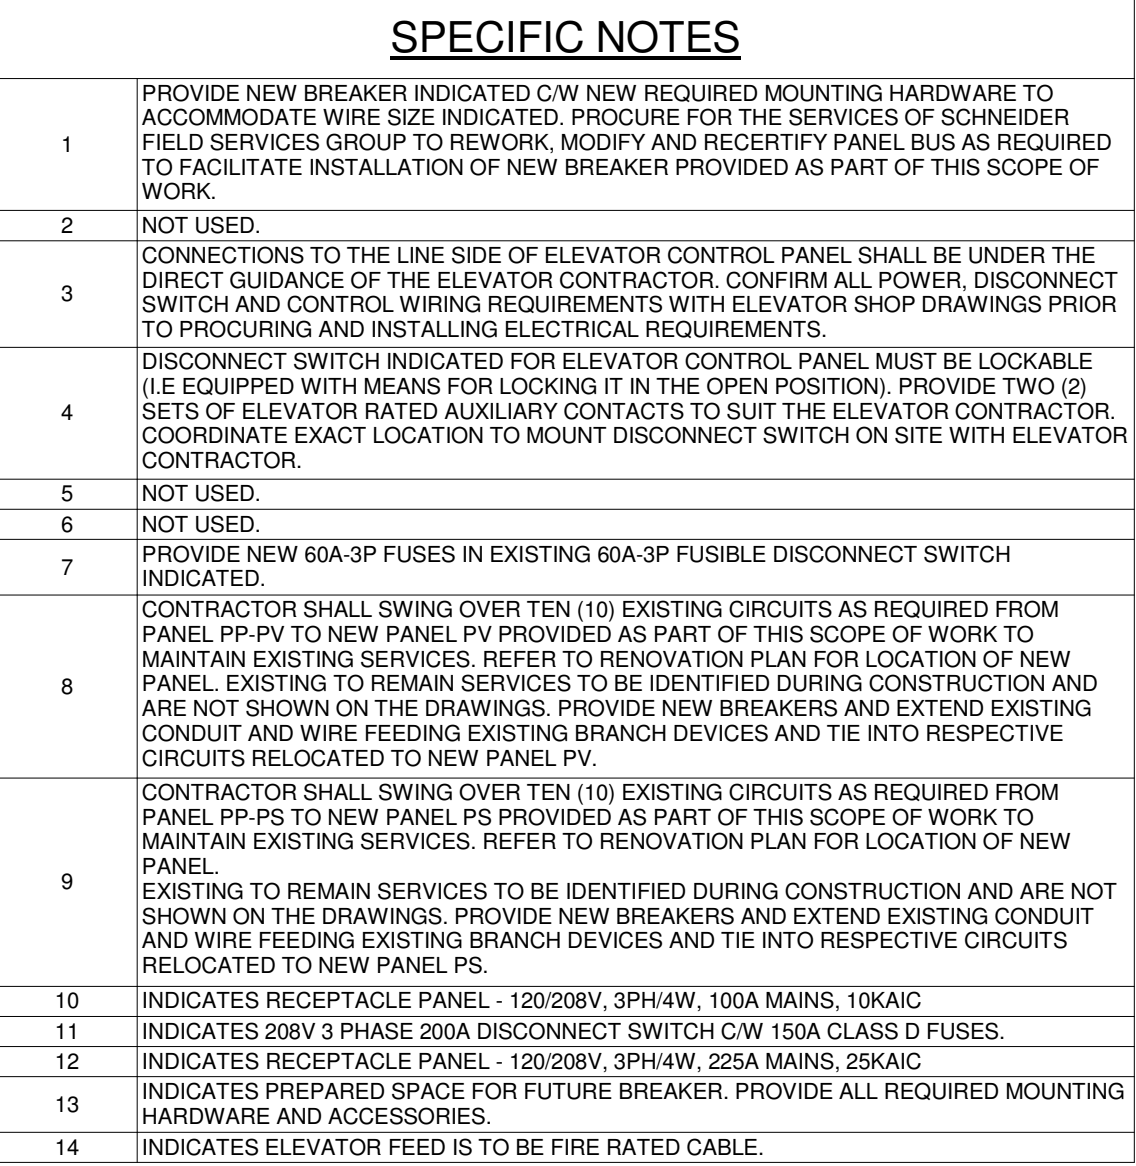 SPECIFIC NOTES
1
PROVIDE NEW BREAKER INDICATED C/W NEW REQUIRED MOUNTING HARDWARE TO
ACCOMMODATE WIRE SIZE INDICATED. PROCURE FOR THE SERVICES OF SCHNEIDER
FIELD SERVICES GROUP TO REWORK, MODIFY AND RECERTIFY PANEL BUS AS REQUIRED
TO FACILITATE INSTALLATION OF NEW BREAKER PROVIDED AS PART OF THIS SCOPE OF
WORK.
2
NOT USED.
3
CONNECTIONS TO THE LINE SIDE OF ELEVATOR CONTROL PANEL SHALL BE UNDER THE
DIRECT GUIDANCE OF THE ELEVATOR CONTRACTOR. CONFIRM ALL POWER, DISCONNECT
SWITCH AND CONTROL WIRING REQUIREMENTS WITH ELEVATOR SHOP DRAWINGS PRIOR
TO PROCURING AND INSTALLING ELECTRICAL REQUIREMENTS.
4
DISCONNECT SWITCH INDICATED FOR ELEVATOR CONTROL PANEL MUST BE LOCKABLE
(I.E EQUIPPED WITH MEANS FOR LOCKING IT IN THE OPEN POSITION). PROVIDE TWO (2)
SETS OF ELEVATOR RATED AUXILIARY CONTACTS TO SUIT THE ELEVATOR CONTRACTOR.
COORDINATE EXACT LOCATION TO MOUNT DISCONNECT SWITCH ON SITE WITH ELEVATOR
CONTRACTOR.
5
NOT USED.
6
NOT USED.
7
PROVIDE NEW 60A-3P FUSES IN EXISTING 60A-3P FUSIBLE DISCONNECT SWITCH
INDICATED.
8
CONTRACTOR SHALL SWING OVER TEN (10) EXISTING CIRCUITS AS REQUIRED FROM
PANEL PP-PV TO NEW PANEL PV PROVIDED AS PART OF THIS SCOPE OF WORK TO
MAINTAIN EXISTING SERVICES. REFER TO RENOVATION PLAN FOR LOCATION OF NEW
PANEL. EXISTING TO REMAIN SERVICES TO BE IDENTIFIED DURING CONSTRUCTION AND
ARE NOT SHOWN ON THE DRAWINGS. PROVIDE NEW BREAKERS AND EXTEND EXISTING
CONDUIT AND WIRE FEEDING EXISTING BRANCH DEVICES AND TIE INTO RESPECTIVE
CIRCUITS RELOCATED TO NEW PANEL PV.
9
CONTRACTOR SHALL SWING OVER TEN (10) EXISTING CIRCUITS AS REQUIRED FROM
PANEL PP-PS TO NEW PANEL PS PROVIDED AS PART OF THIS SCOPE OF WORK TO
MAINTAIN EXISTING SERVICES. REFER TO RENOVATION PLAN FOR LOCATION OF NEW
PANEL.
EXISTING TO REMAIN SERVICES TO BE IDENTIFIED DURING CONSTRUCTION AND ARE NOT
SHOWN ON THE DRAWINGS. PROVIDE NEW BREAKERS AND EXTEND EXISTING CONDUIT
AND WIRE FEEDING EXISTING BRANCH DEVICES AND TIE INTO RESPECTIVE CIRCUITS
RELOCATED TO NEW PANEL PS.
10
INDICATES RECEPTACLE PANEL - 120/208V, 3PH/4W, 100A MAINS, 10KAIC
11
INDICATES 208V 3 PHASE 200A DISCONNECT SWITCH C/W 150A CLASS D FUSES.
12
INDICATES RECEPTACLE PANEL - 120/208V, 3PH/4W, 225A MAINS, 25KAIC
13
INDICATES PREPARED SPACE FOR FUTURE BREAKER. PROVIDE ALL REQUIRED MOUNTING
HARDWARE AND ACCESSORIES.
14
INDICATES ELEVATOR FEED IS TO BE FIRE RATED CABLE.